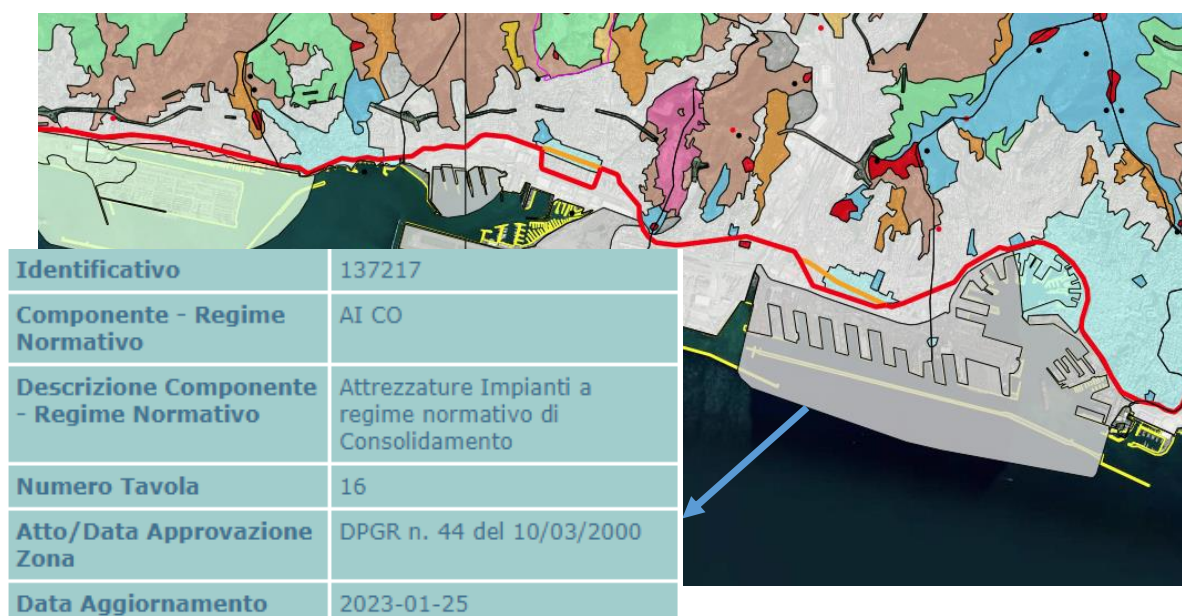 Identificativo
137217
Componente - Regime
Normativo
AI CO
Descrizione Componente
- Regime Normativo
Attrezzature Impianti a
regime normativo di
Consolidamento
Numero Tavola
16
Atto/Data Approvazione
Zona
DPGR n. 44 del 10/03/2000
Data Aggiornamento
2023-01-25